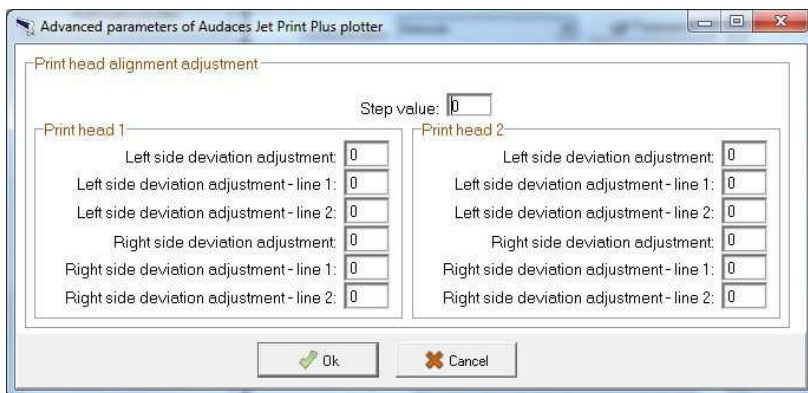 Advanced parameters of Audaces Jet Print Plus plotter
Print head alignment adjustment
Step value: 0
Print head 1
Left side deviation adjustment: 0
Left side deviation adjustment - line 1: 0
Left side deviation adjustment - line 2: 0
Right side deviation adjustment: 0
Right side deviation adjustment - line 1: 0
Right side deviation adjustment - line 2: 0
Print head 2
Left side deviation adjustment: 0
Left side deviation adjustment - line 1: 0
Left side deviation adjustment - line 2: 0
Right side deviation adjustment: 0
Right side deviation adjustment - line 1: 0
Right side deviation adjustment - line 2: 0
Ok
Cancel